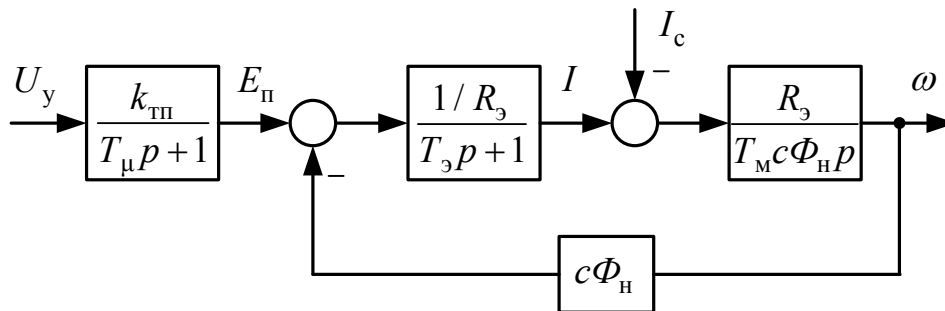 I_с
U_у
k_тп
T_μ p + 1
E_п
−
1 / R_э
T_э p + 1
I
−
R_э
T_м cΦ_н p
ω
cΦ_н